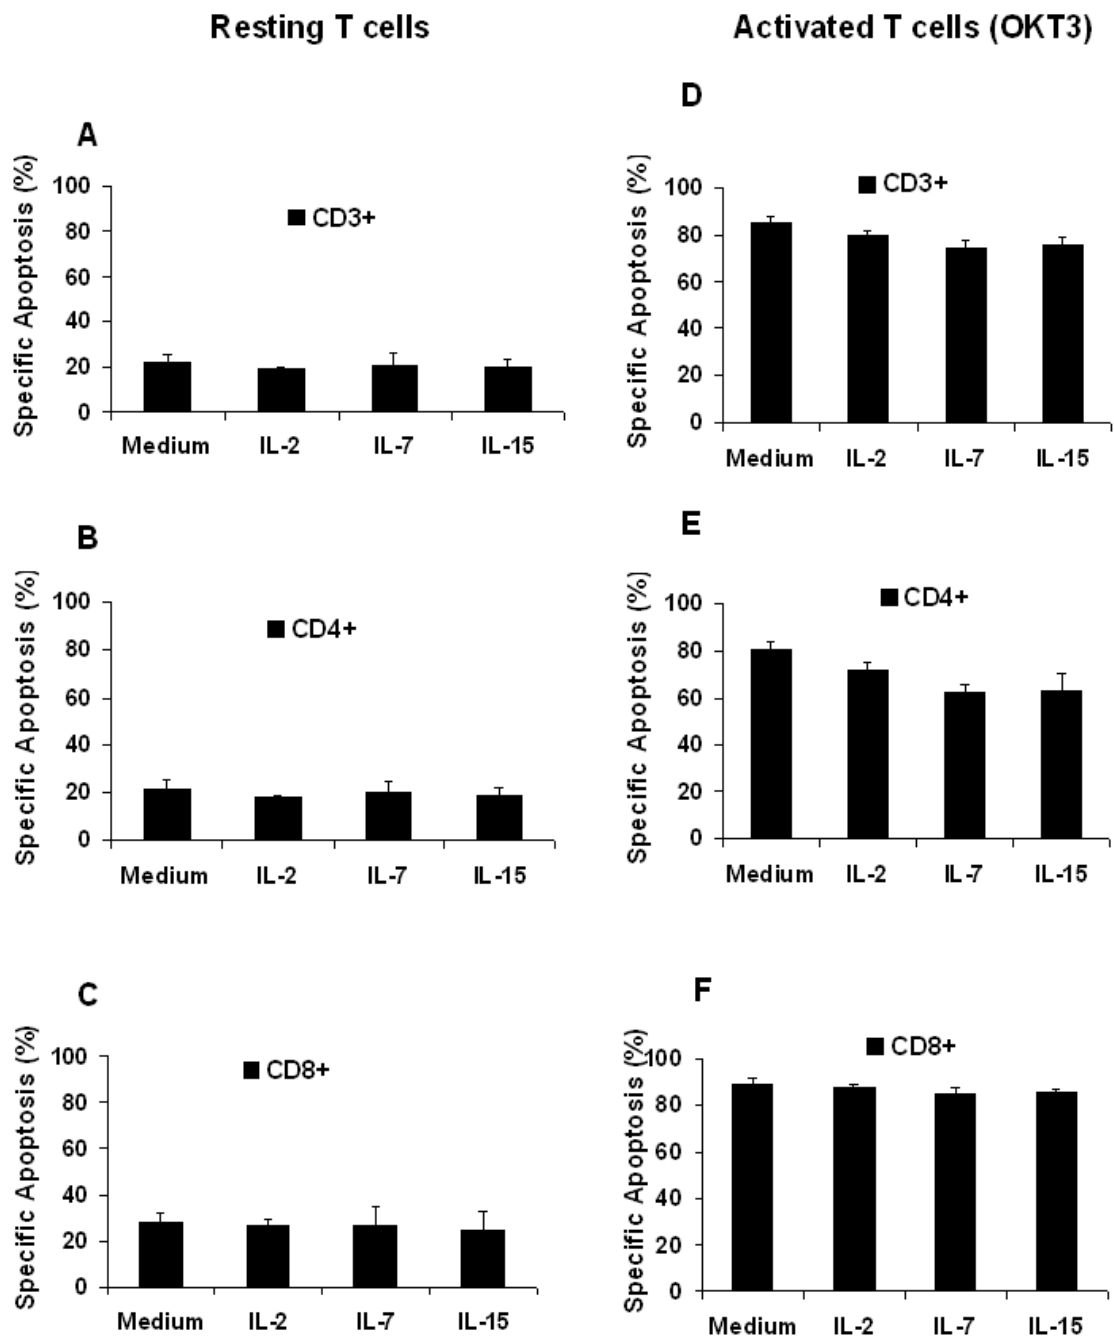 Resting T cells
Activated T cells (OKT3)
A
Specific Apoptosis (%)
100
80
60
40
20
0
CD3+
Medium IL-2 IL-7 IL-15
D
Specific Apoptosis (%)
100
80
60
40
20
0
CD3+
Medium IL-2 IL-7 IL-15
B
Specific Apoptosis (%)
100
80
60
40
20
0
CD4+
Medium IL-2 IL-7 IL-15
E
Specific Apoptosis (%)
100
80
60
40
20
0
CD4+
Medium IL-2 IL-7 IL-15
C
Specific Apoptosis (%)
100
80
60
40
20
0
CD8+
Medium IL-2 IL-7 IL-15
F
Specific Apoptosis (%)
100
80
60
40
20
0
CD8+
Medium IL-2 IL-7 IL-15